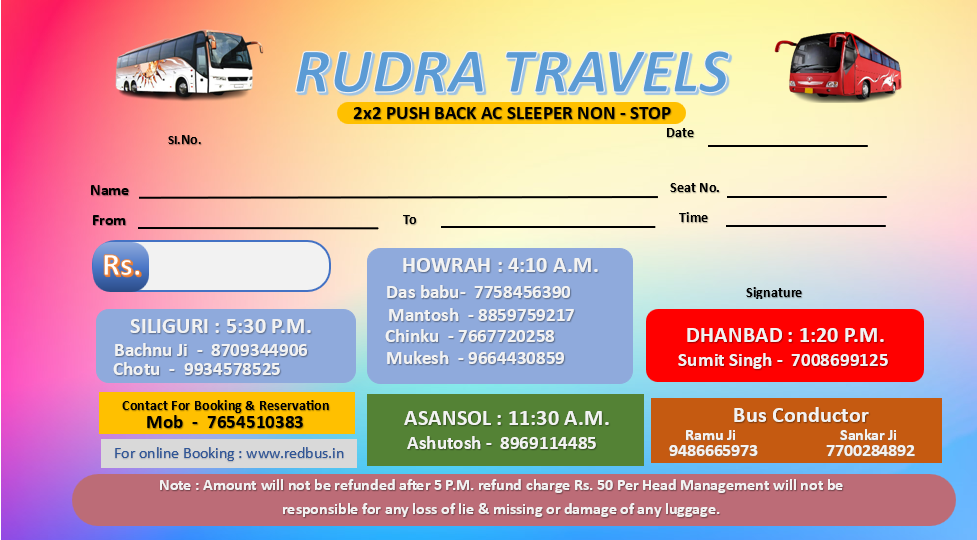 RUDRA TRAVELS
2x2 PUSH BACK AC SLEEPER NON - STOP
SI.No.
Date
Name
Seat No.
From
To
Time
Rs.
HOWRAH : 4:10 A.M.
Das babu- 7758456390
Mantosh - 8859759217
Chinku - 7667720258
Mukesh - 9664430859
Signature
SILIGURI : 5:30 P.M.
Bachnu Ji - 8709344906
Chotu - 9934578525
DHANBAD : 1:20 P.M.
Sumit Singh - 7008699125
Contact For Booking & Reservation
Mob - 7654510383
For online Booking : www.redbus.in
ASANSOL : 11:30 A.M.
Ashutosh - 8969114485
Bus Conductor
Ramu Ji Sankar Ji
9486665973 7700284892
Note : Amount will not be refunded after 5 P.M. refund charge Rs. 50 Per Head Management will not be
responsible for any loss of lie & missing or damage of any luggage.